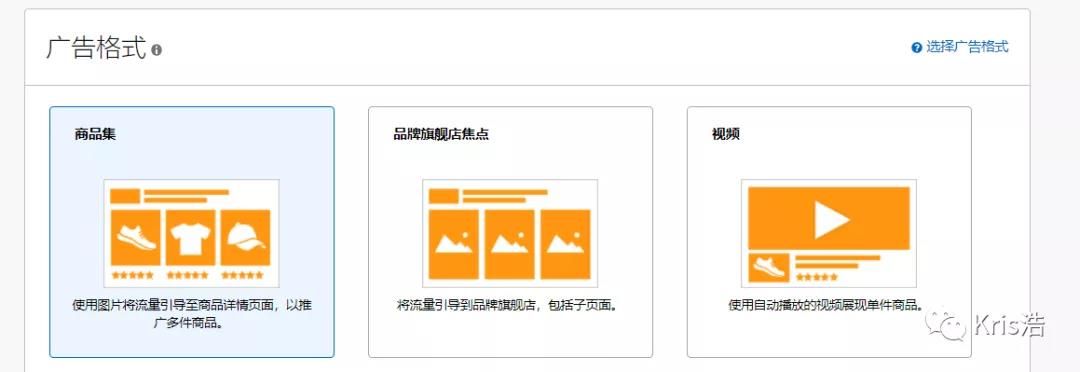 广告格式
选择广告格式
商品集
品牌旗舰店焦点
视频
使用图片将流量引导至商品详情页面，以推
广多件商品。
将流量引导到品牌旗舰店，包括子页面。
使用自动播放的视频展现单件商品。
Kris浩